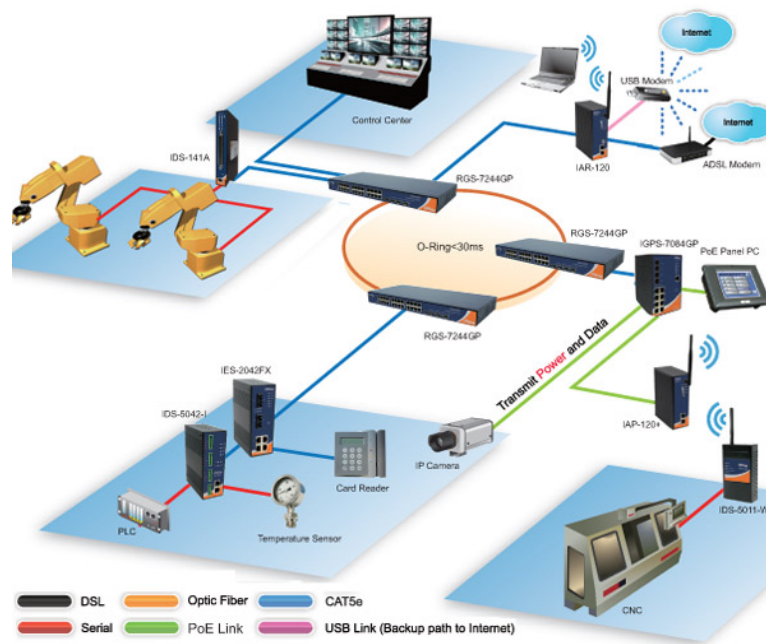 Internet
USB Modem
Internet
Control Center
IDS-141A
IAR-120
ADSL Modem
RGS-7244GP
O-Ring<30ms
RGS-7244GP
IGPS-7084GP
PoE Panel PC
RGS-7244GP
Transmit Power and Data
IES-2042FX
IDS-5042-I
IAP-120+
IP Camera
Card Reader
PLC
Temperature Sensor
IDS-5011-W
CNC
DSL
Optic Fiber
CAT5e
Serial
PoE Link
USB Link (Backup path to Internet)